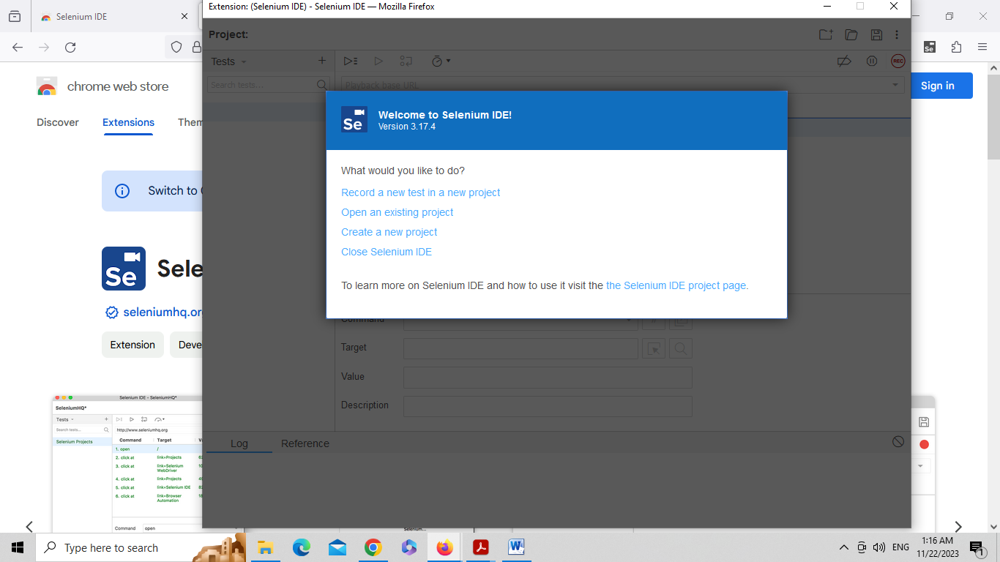 Selenium IDE
Extension: (Selenium IDE) - Selenium IDE — Mozilla Firefox
Project:
Tests
Search tests...
Playback base URL
REC
Se
chrome web store
Sign in
Discover
Extensions
Them
Se
Welcome to Selenium IDE!
Version 3.17.4
What would you like to do?
Record a new test in a new project
Open an existing project
Create a new project
Close Selenium IDE
To learn more on Selenium IDE and how to use it visit the the Selenium IDE project page.
Switch to
Se
Sele
seleniumhq.or
Extension
Deve
Command
Target
Value
Description
Log
Reference
Selenium IDE - SeleniumHQ*
SeleniumHQ*
Tests
Search tests...
http://www.seleniumhq.org
Selenium Projects
Command Target
1. open /
2. click at link=Projects
3. click at link=Selenium WebDriver
4. click at link=Projects
5. click at link=Selenium IDE
6. click at link=Browser Automation
Command open
Selenium...
Type here to search
ENG
1:16 AM
11/22/2023
1